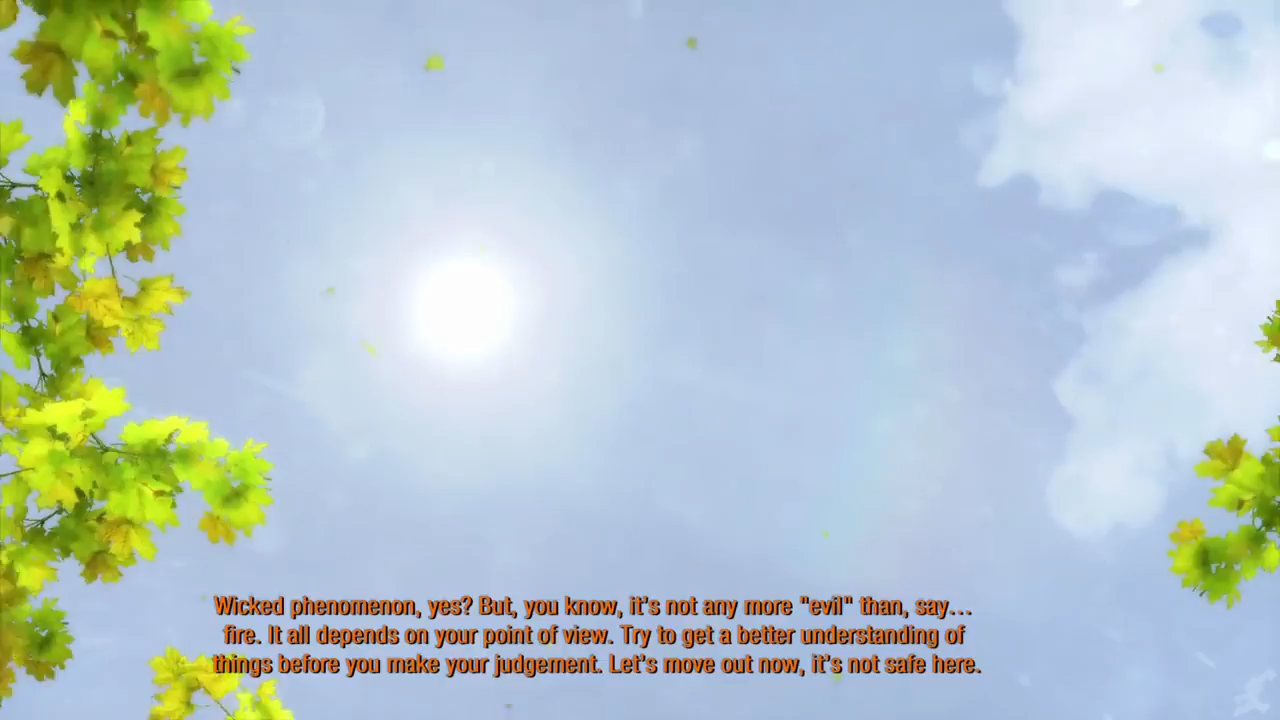 Wicked phenomenon, yes? But, you know, it's not any more "evil" than, say...
fire. It all depends on your point of view. Try to get a better understanding of
things before you make your judgement. Let's move out now, it's not safe here.